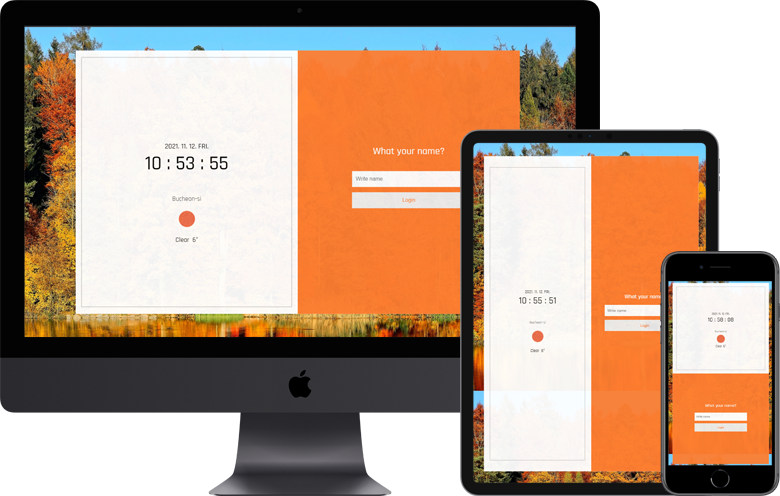 2021. 11. 12. FRI.
10 : 53 : 55
Bucheon-si
Clear 6°
What your name?
Write name
Login
2021. 11. 12. FRI.
10 : 55 : 51
Bucheon-si
Clear 6°
What your name
Write name
Login
2021. 11. 12. FRI.
10 : 58 : 08
Bucheon-si
Clear 6°
What your name?
Write name
Login